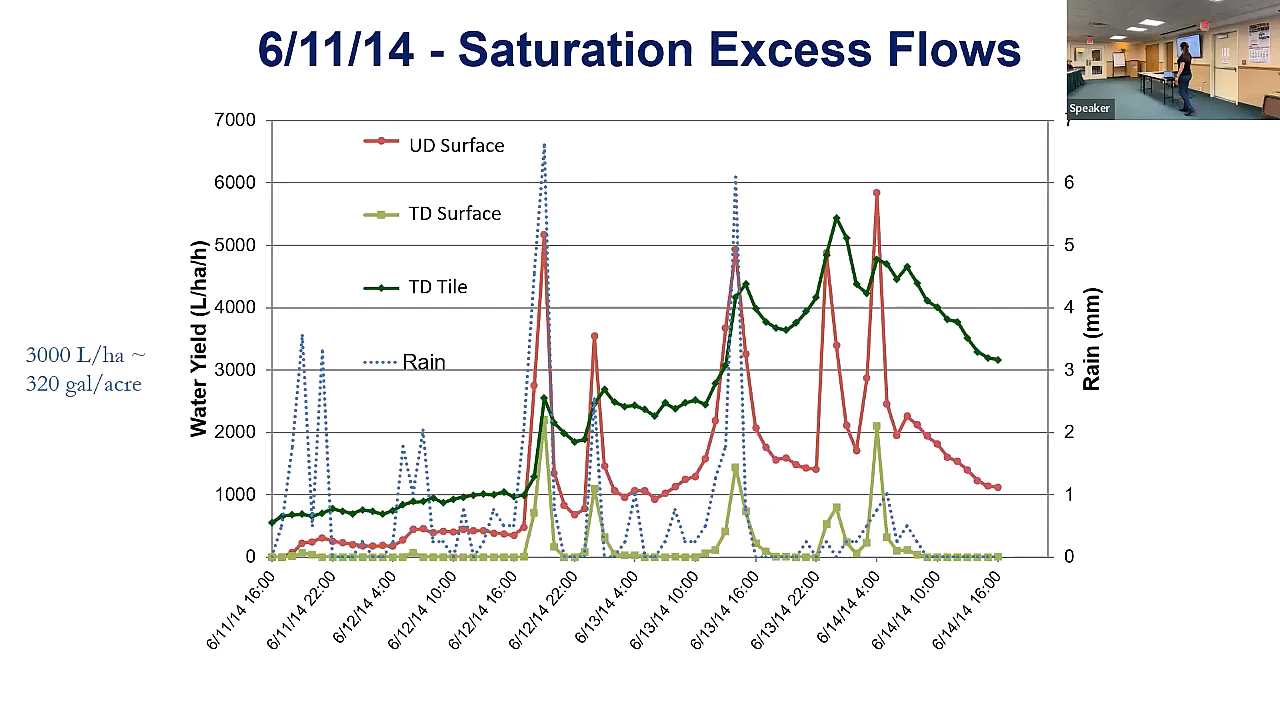 6/11/14 - Saturation Excess Flows
Speaker
7000
6000
5000
4000
3000
2000
1000
0
Water Yield (L/ha/h)
UD Surface
TD Surface
TD Tile
Rain
6
5
4
3
2
1
0
Rain (mm)
3000 L/ha ~
320 gal/acre
6/11/14 16:00
6/11/14 22:00
6/12/14 4:00
6/12/14 10:00
6/12/14 16:00
6/12/14 22:00
6/13/14 4:00
6/13/14 10:00
6/13/14 16:00
6/13/14 22:00
6/14/14 4:00
6/14/14 10:00
6/14/14 16:00